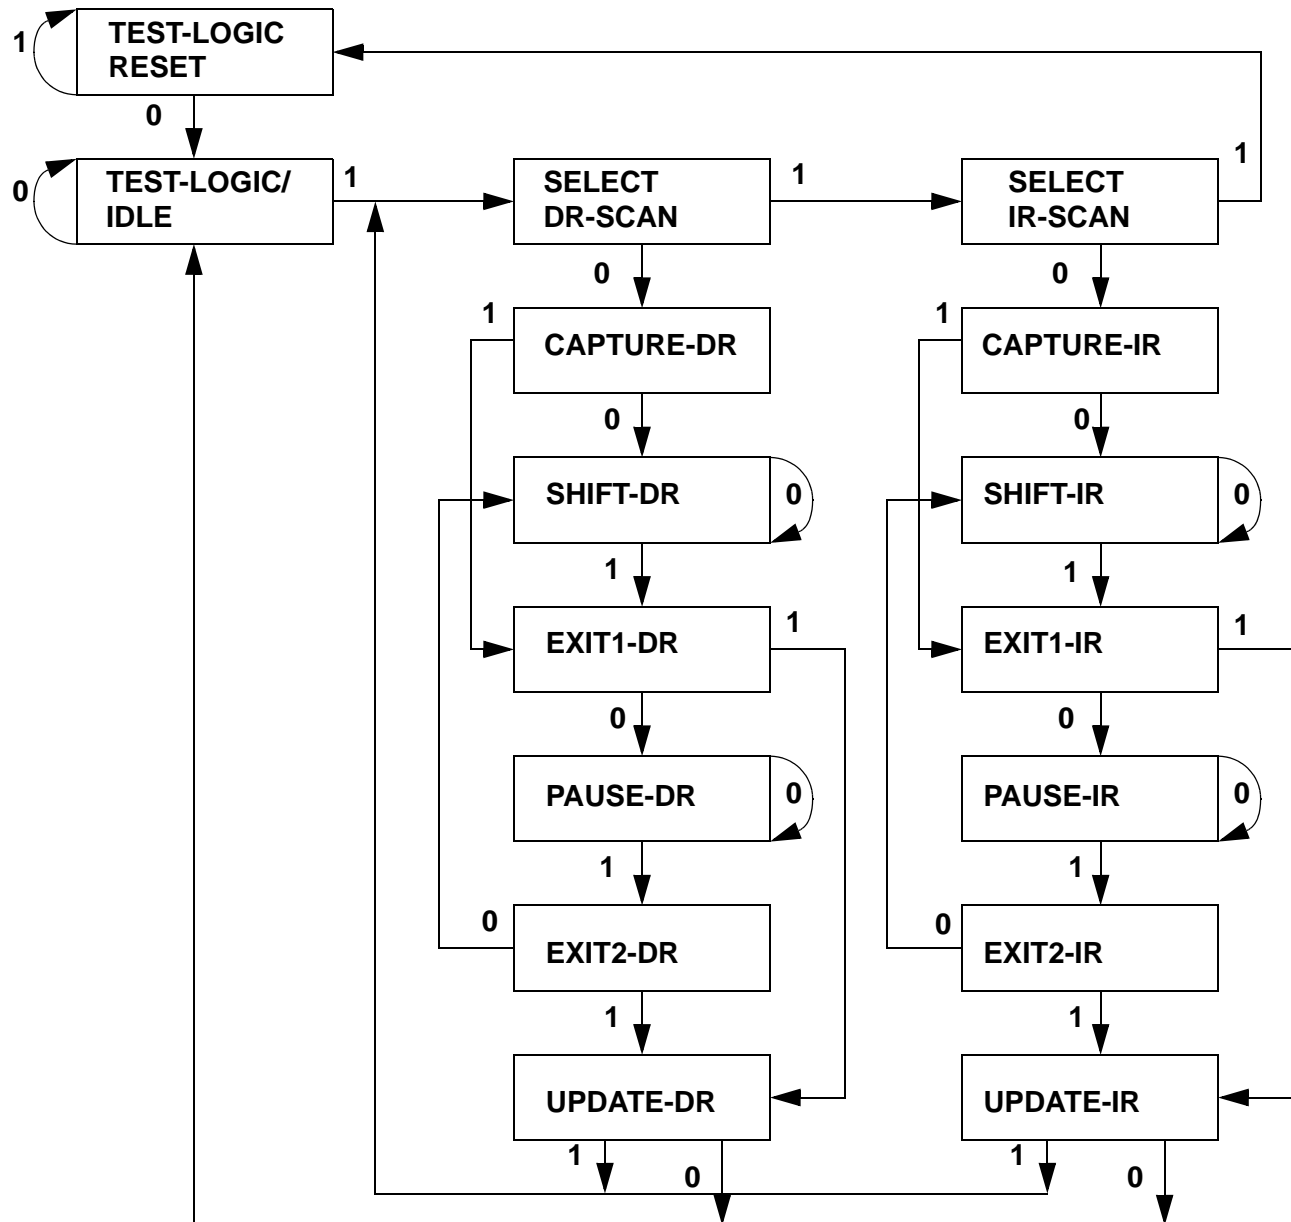 1
TEST-LOGIC
RESET
0
0
TEST-LOGIC/
IDLE
1
SELECT
DR-SCAN
1
SELECT
IR-SCAN
1
0
0
1
CAPTURE-DR
1
CAPTURE-IR
0
0
SHIFT-DR
0
SHIFT-IR
0
1
1
EXIT1-DR
1
EXIT1-IR
1
0
0
PAUSE-DR
0
PAUSE-IR
0
1
1
0
EXIT2-DR
0
EXIT2-IR
1
1
UPDATE-DR
UPDATE-IR
1
0
1
0